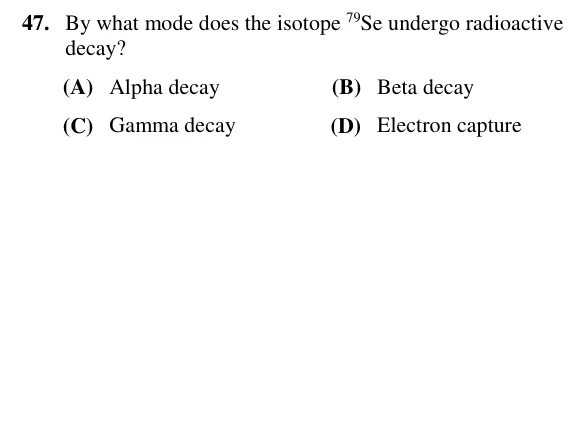 47. By what mode does the isotope ⁷⁹Se undergo radioactive
decay?
(A) Alpha decay (B) Beta decay
(C) Gamma decay (D) Electron capture